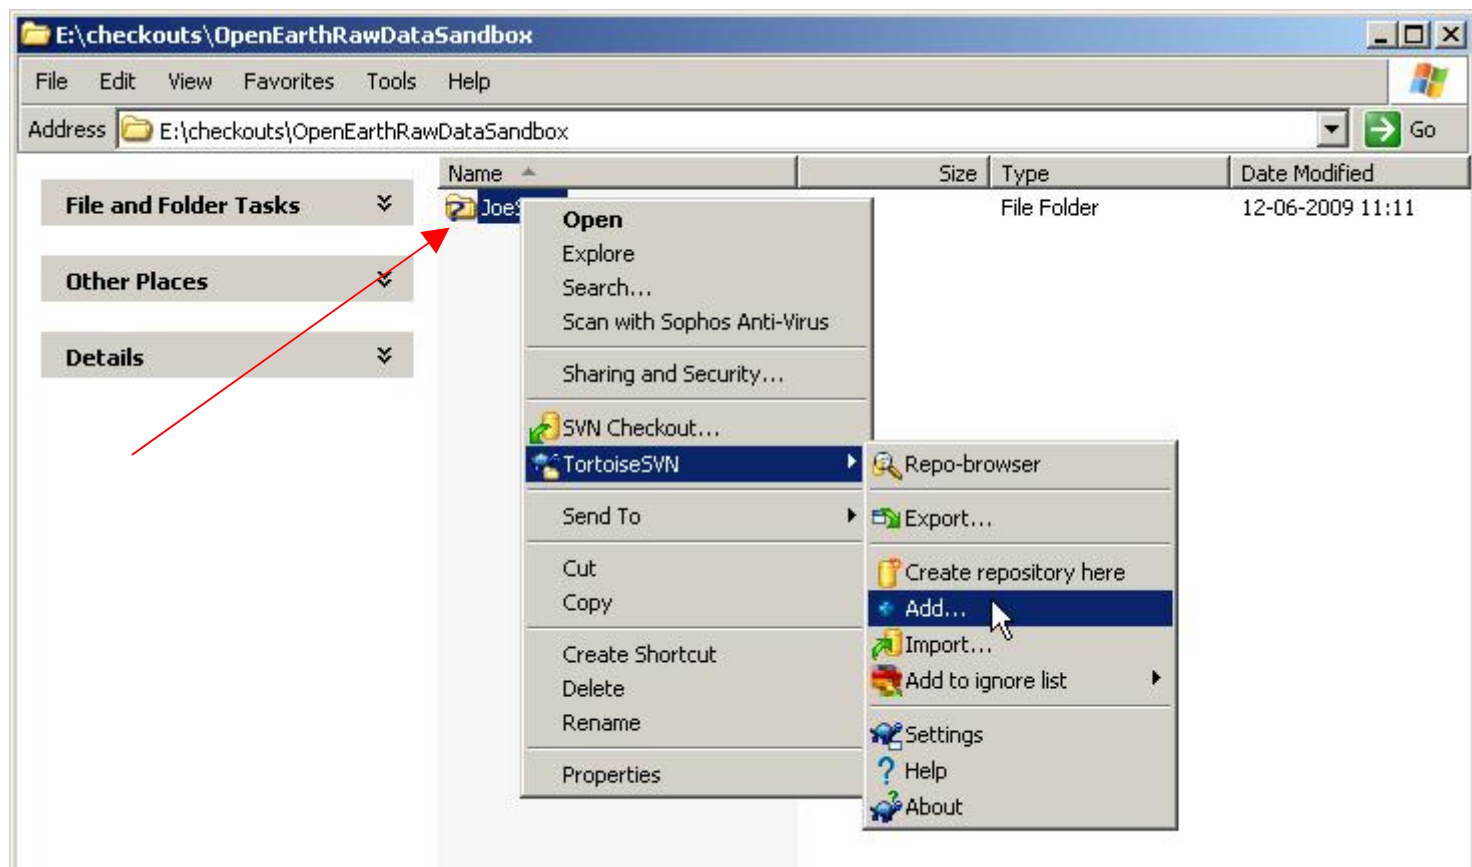 E:\checkouts\OpenEarthRawDataSandbox
File Edit View Favorites Tools Help
Address E:\checkouts\OpenEarthRawDataSandbox Go
Name Size Type Date Modified
File Folder 12-06-2009 11:11
File and Folder Tasks
Other Places
Details
Open
Explore
Search...
Scan with Sophos Anti-Virus
Sharing and Security...
SVN Checkout...
TortoiseSVN
Send To
Cut
Copy
Create Shortcut
Delete
Rename
Properties
Repo-browser
Export...
Create repository here
Add...
Import...
Add to ignore list
Settings
Help
About